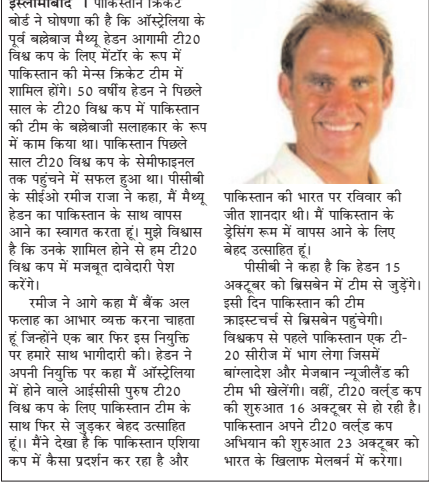 इस्लामाबाद । पाकिस्तान क्रिकेट
बोर्ड ने घोषणा की है कि ऑस्ट्रेलिया के
पूर्व बल्लेबाज मैथ्यू हेडन आगामी टी20
विश्व कप के लिए मेंटॉर के रूप में
पाकिस्तान की मेन्स क्रिकेट टीम में
शामिल होंगे। 50 वर्षीय हेडन ने पिछले
साल के टी20 विश्व कप में पाकिस्तान
की टीम के बल्लेबाजी सलाहकार के रूप
में काम किया था। पाकिस्तान पिछले
साल टी20 विश्व कप के सेमीफाइनल
तक पहुंचने में सफल हुआ था। पीसीबी
के सीईओ रमीज राजा ने कहा, मैं मैथ्यू
हेडन का पाकिस्तान के साथ वापस
आने का स्वागत करता हूं। मुझे विश्वास
है कि उनके शामिल होने से हम टी20
विश्व कप में मजबूत दावेदारी पेश
करेंगे।
रमीज ने आगे कहा मैं बैंक अल
फलाह का आभार व्यक्त करना चाहता
हूं जिन्होंने एक बार फिर इस नियुक्ति
पर हमारे साथ भागीदारी की। हेडन ने
अपनी नियुक्ति पर कहा मैं ऑस्ट्रेलिया
में होने वाले आईसीसी पुरुष टी20
विश्व कप के लिए पाकिस्तान टीम के
साथ फिर से जुड़कर बेहद उत्साहित
हूं।। मैंने देखा है कि पाकिस्तान एशिया
कप में कैसा प्रदर्शन कर रहा है और
पाकिस्तान की भारत पर रविवार की
जीत शानदार थी। मैं पाकिस्तान के
ड्रेसिंग रूम में वापस आने के लिए
बेहद उत्साहित हूं।
पीसीबी ने कहा है कि हेडन 15
अक्टूबर को ब्रिसबेन में टीम से जुड़ेंगे।
इसी दिन पाकिस्तान की टीम
क्राइस्टचर्च से ब्रिसबेन पहुंचेगी।
विश्वकप से पहले पाकिस्तान एक टी-
20 सीरीज में भाग लेगा जिसमें
बांग्लादेश और मेजबान न्यूजीलैंड की
टीम भी खेलेंगी। वहीं, टी20 वर्ल्ड कप
की शुरुआत 16 अक्टूबर से हो रही है।
पाकिस्तान अपने टी20 वर्ल्ड कप
अभियान की शुरुआत 23 अक्टूबर को
भारत के खिलाफ मेलबर्न में करेगा।